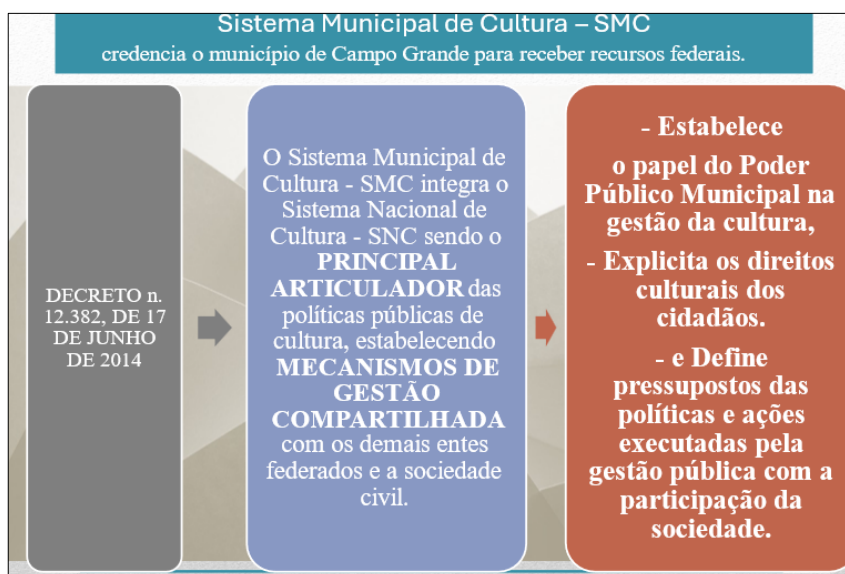 Sistema Municipal de Cultura – SMC
credencia o município de Campo Grande para receber recursos federais.
DECRETO n.
12.382, DE 17
DE JUNHO
DE 2014
O Sistema Municipal de
Cultura - SMC integra o
Sistema Nacional de
Cultura - SNC sendo o
PRINCIPAL
ARTICULADOR das
políticas públicas de
cultura, estabelecendo
MECANISMOS DE
GESTÃO
COMPARTILHADA
com os demais entes
federados e a sociedade
civil.
- Estabelece
o papel do Poder
Público Municipal na
gestão da cultura,
- Explicita os direitos
culturais dos
cidadãos.
- e Define
pressupostos das
políticas e ações
executadas pela
gestão pública com a
participação da
sociedade.